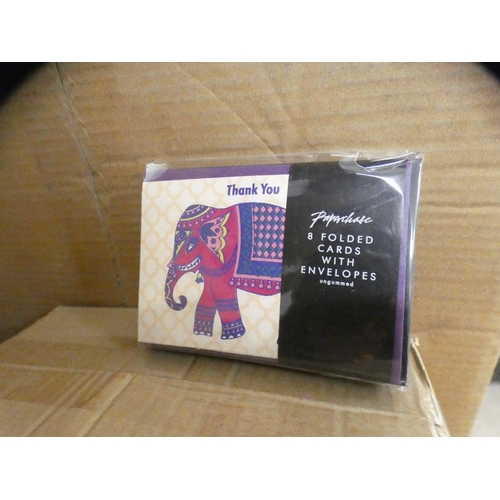 Thank You
Paperchase
8 FOLDED
CARDS
WITH
ENVELOPES
ungummed